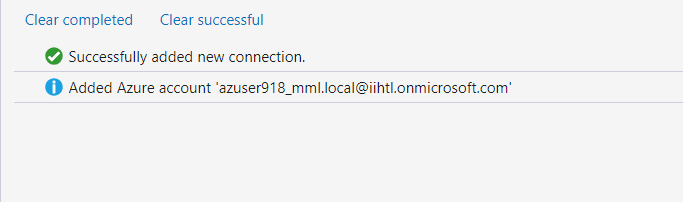 Clear completed Clear successful
Successfully added new connection.
Added Azure account 'azuser918_mml.local@iihtl.onmicrosoft.com'